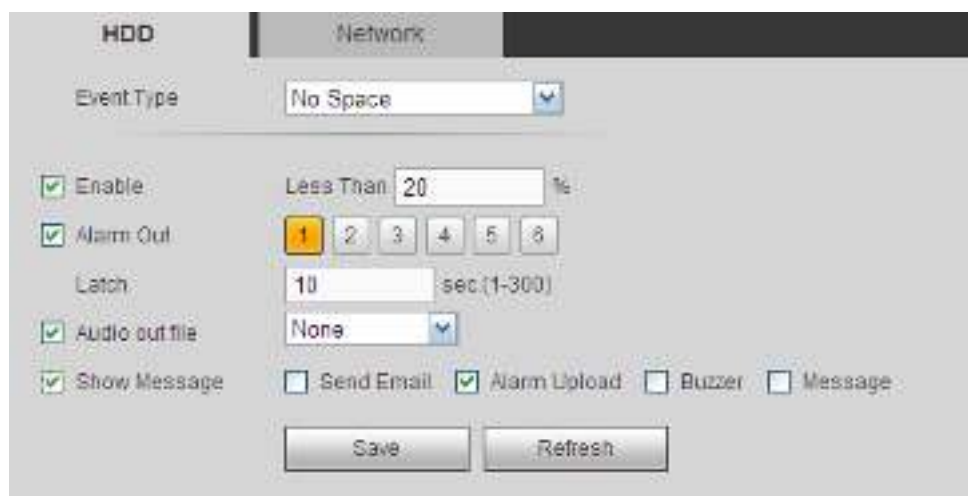 HDD Network
Event Type No Space
Enable Less Than 20 %
Alarm Out 1 2 3 4 5 6
Latch 10 sec.(1-300)
Audio out file None
Show Message Send Email Alarm Upload Buzzer Message
Save Refresh